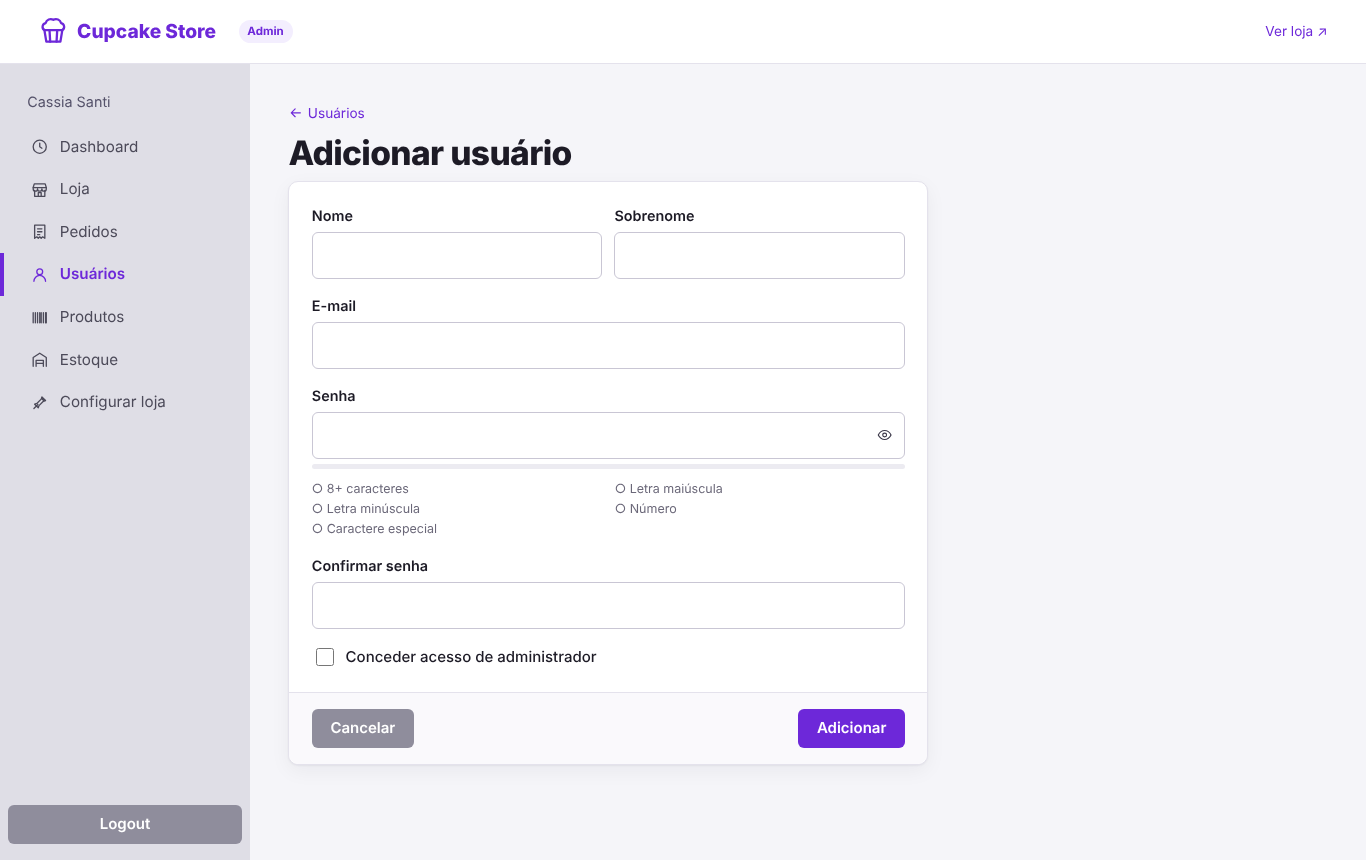 Cupcake Store
Admin
Ver loja ↗
Cassia Santi
Dashboard
Loja
Pedidos
Usuários
Produtos
Estoque
Configurar loja
Logout
← Usuários
Adicionar usuário
Nome
Sobrenome
E-mail
Senha
8+ caracteres
Letra maiúscula
Letra minúscula
Número
Caractere especial
Confirmar senha
Conceder acesso de administrador
Cancelar
Adicionar